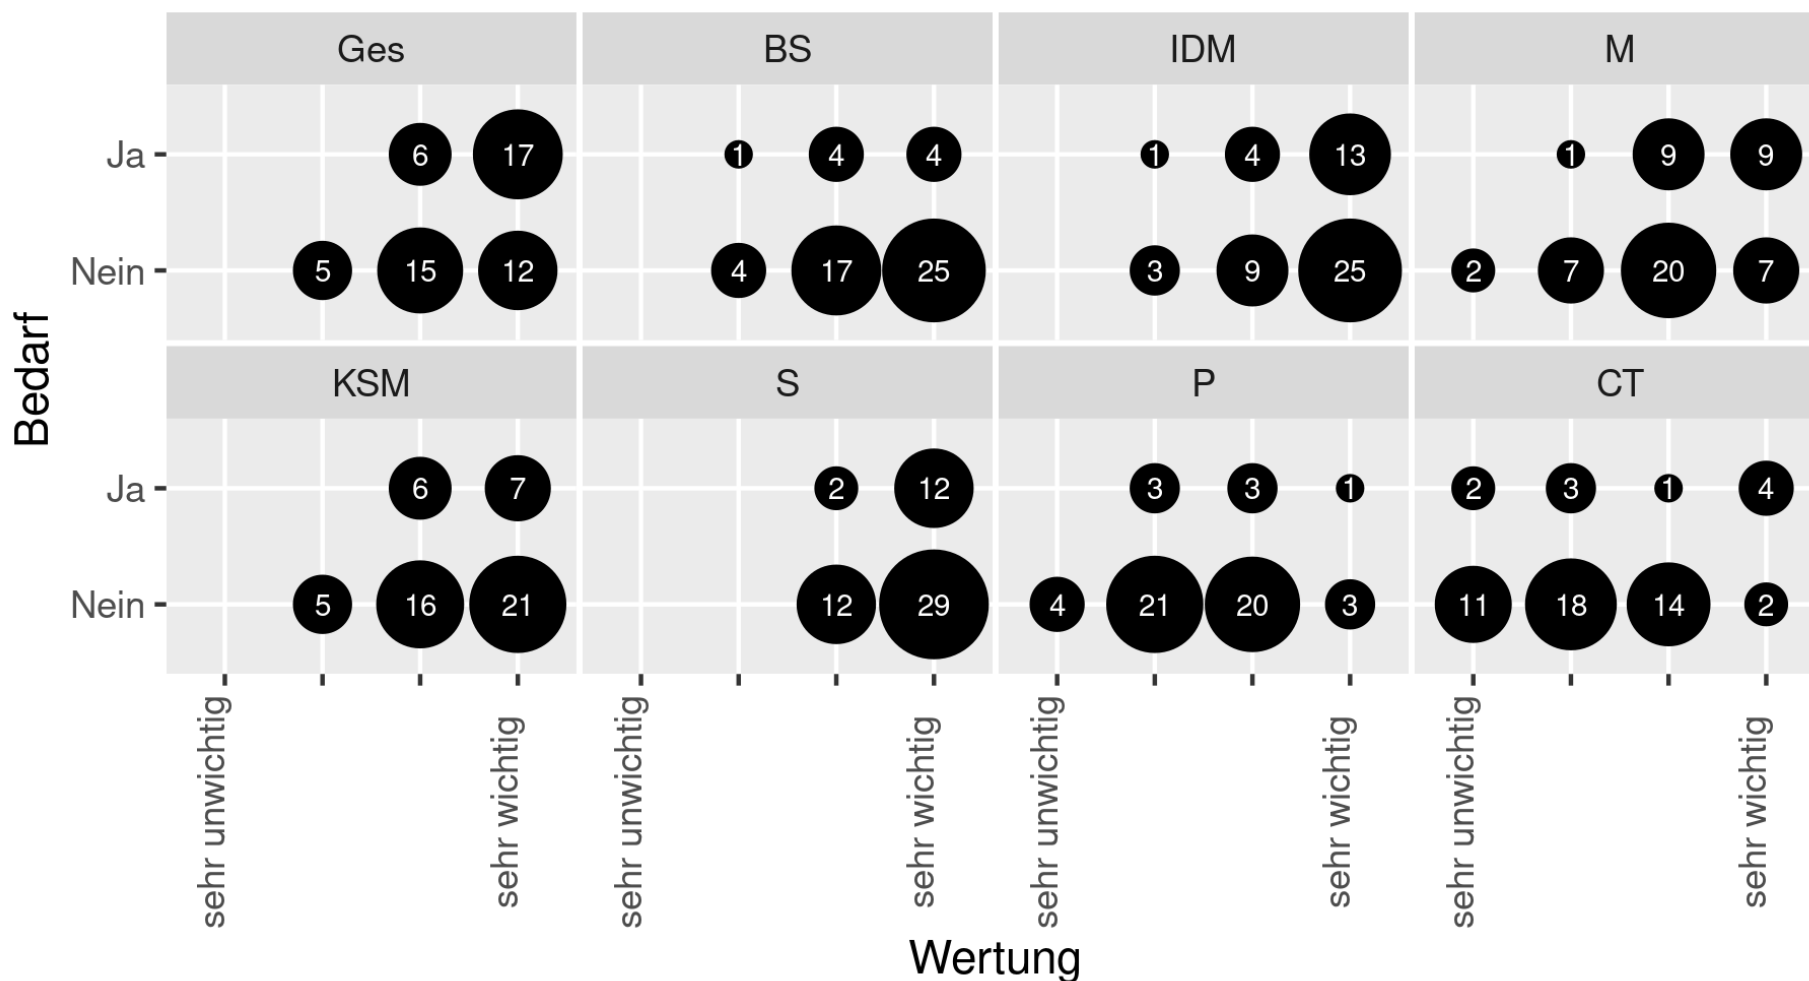 Ges BS IDM M
Ja 6 17 1 4 4 1 4 13 1 9 9
Nein 5 15 12 4 17 25 3 9 25 2 7 20 7
Bedarf
KSM S P CT
Ja 6 7 2 12 3 3 1 2 3 1 4
Nein 5 16 21 12 29 4 21 20 3 11 18 14 2
sehr unwichtig sehr wichtig sehr unwichtig sehr wichtig sehr unwichtig sehr wichtig sehr unwichtig sehr wichtig
Wertung